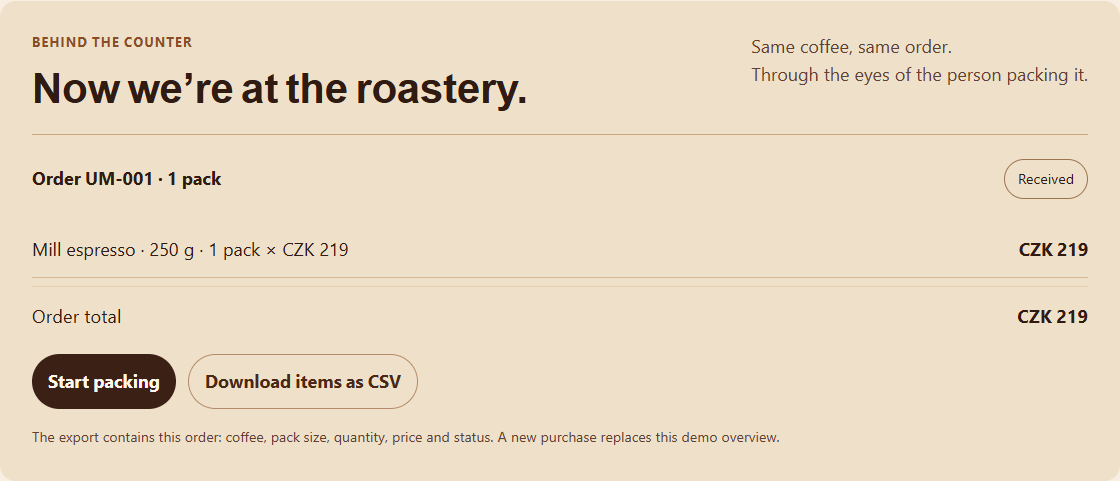 BEHIND THE COUNTER
Now we’re at the roastery.
Same coffee, same order.
Through the eyes of the person packing it.
Order UM-001 · 1 pack
Received
Mill espresso · 250 g · 1 pack × CZK 219
CZK 219
Order total
CZK 219
Start packing
Download items as CSV
The export contains this order: coffee, pack size, quantity, price and status. A new purchase replaces this demo overview.